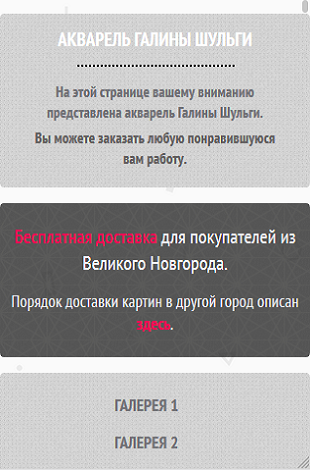 АКВАРЕЛЬ ГАЛИНЫ ШУЛЬГИ
На этой странице вашему вниманию
представлена акварель Галины Шульги.
Вы можете заказать любую понравившуюся
вам работу.
Бесплатная доставка для покупателей из
Великого Новгорода.
Порядок доставки картин в другой город описан
здесь.
ГАЛЕРЕЯ 1
ГАЛЕРЕЯ 2